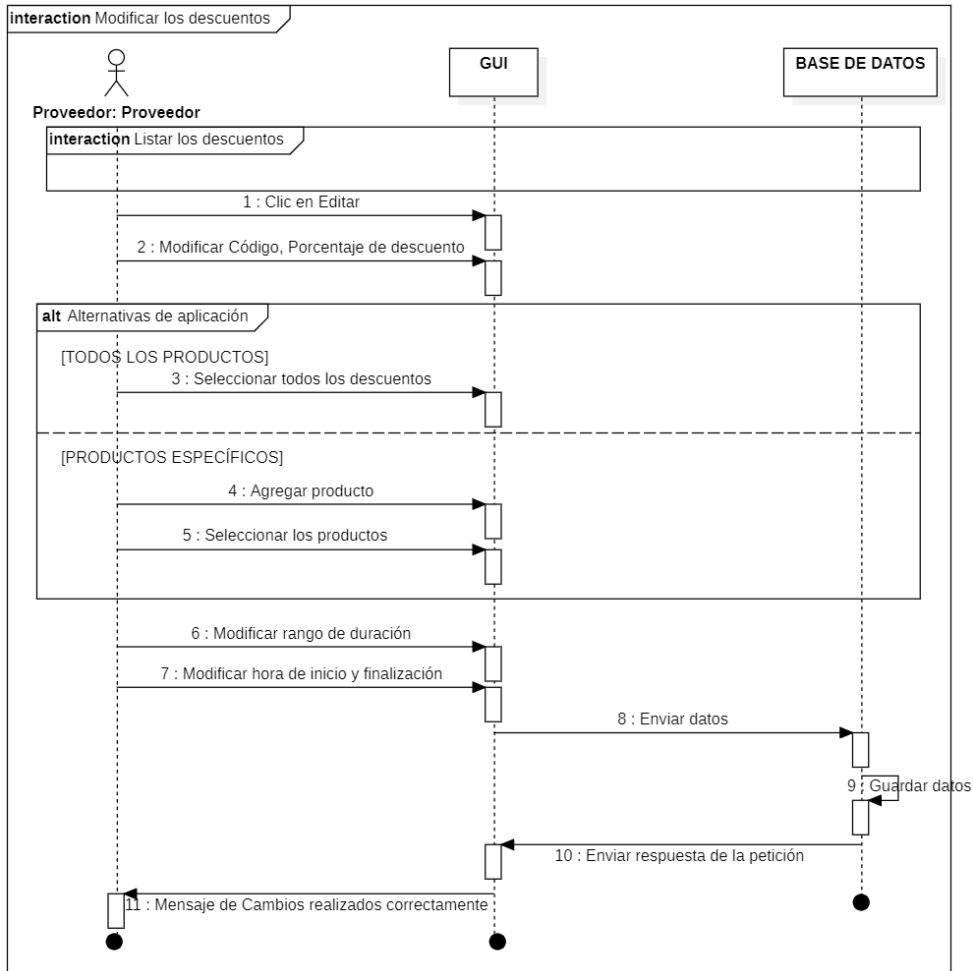 interaction Modificar los descuentos
GUI
BASE DE DATOS
Proveedor: Proveedor
interaction Listar los descuentos
1 : Clic en Editar
2 : Modificar Código, Porcentaje de descuento
alt Alternativas de aplicación
[TODOS LOS PRODUCTOS]
3 : Seleccionar todos los descuentos
[PRODUCTOS ESPECÍFICOS]
4 : Agregar producto
5 : Seleccionar los productos
6 : Modificar rango de duración
7 : Modificar hora de inicio y finalización
8 : Enviar datos
9 : Guardar datos
10 : Enviar respuesta de la petición
11 : Mensaje de Cambios realizados correctamente